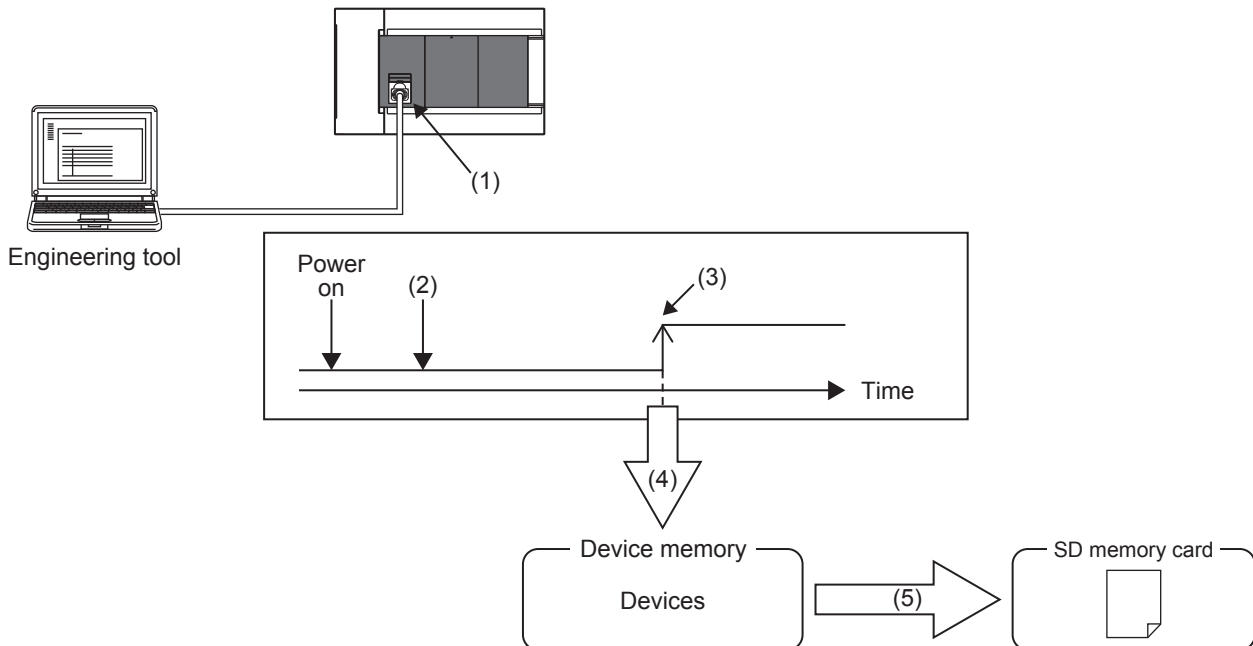 (1)
Engineering tool
Power
on
(2)
(3)
Time
(4)
Device memory
SD memory card
Devices
(5)